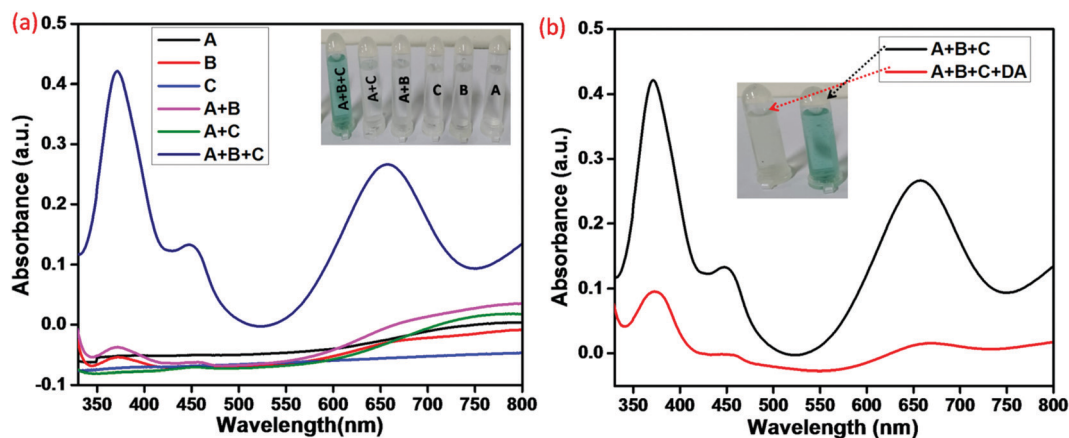 (a)
0.5
0.4
0.3
0.2
0.1
0.0
-0.1
Absorbance (a.u.)
A
B
C
A+B
A+C
A+B+C
A+B+C
A+C
A+B
C
B
A
350 400 450 500 550 600 650 700 750 800
Wavelength(nm)
(b)
0.5
0.4
0.3
0.2
0.1
0.0
Absorbance (a.u.)
A+B+C
A+B+C+DA
350 400 450 500 550 600 650 700 750 800
Wavelength (nm)